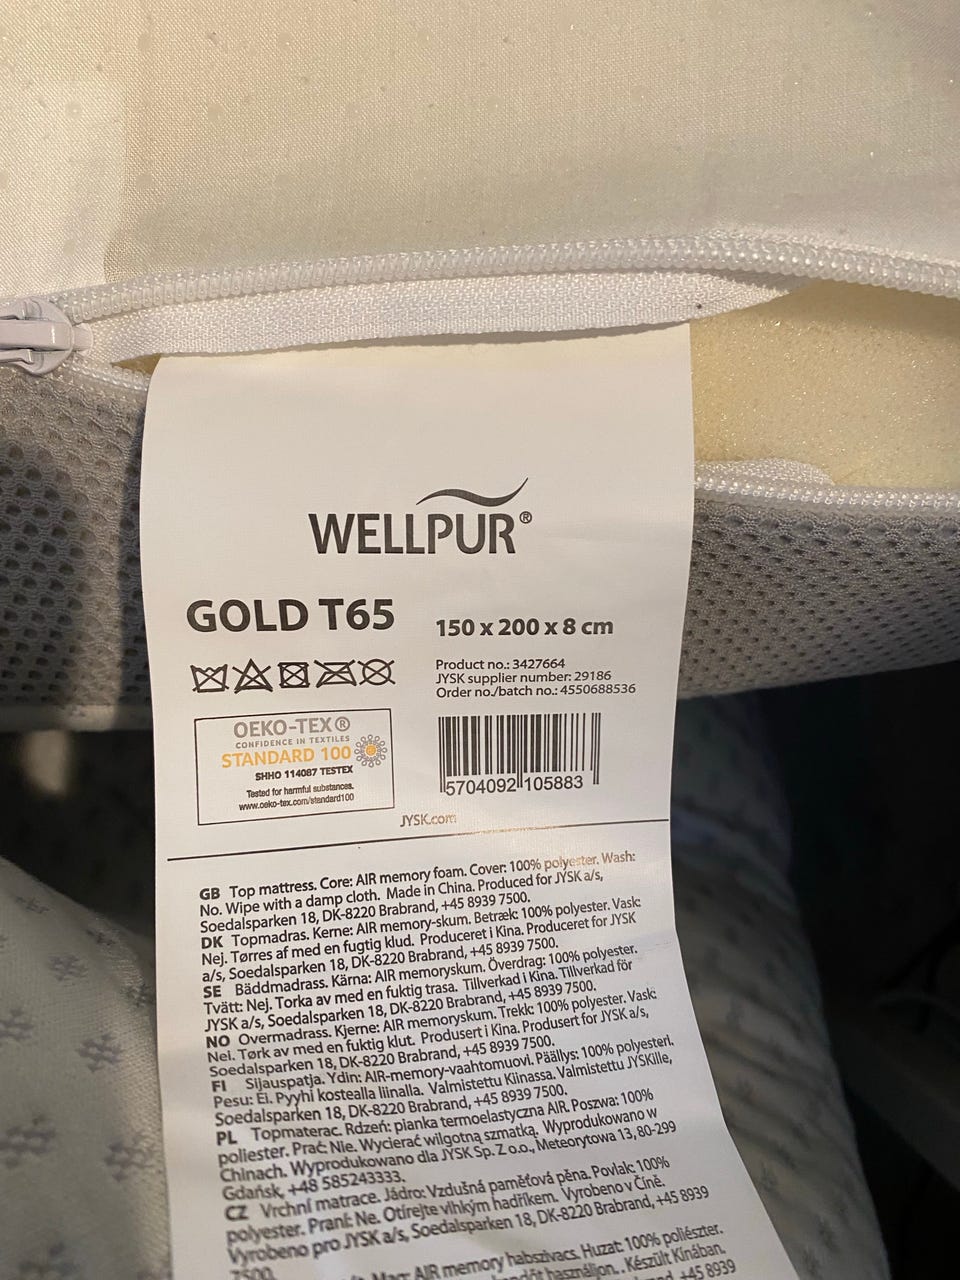 WELLPUR®
GOLD T65
150 x 200 x 8 cm
Product no.: 3427664
JYSK supplier number: 29186
Order no./batch no.: 4550688536
OEKO-TEX®
CONFIDENCE IN TEXTILES
STANDARD 100
SHHO 114087 TESTEX
Tested for harmful substances.
www.oeko-tex.com/standard100
5704092 105883
JYSK.com
GB Top mattress. Core: AIR memory foam. Cover: 100% polyester. Wash:
No. Wipe with a damp cloth. Made in China. Produced for JYSK a/s,
Soedalsparken 18, DK-8220 Brabrand, +45 8939 7500.
DK Topmadras. Kerne: AIR memory-skum. Betræk: 100% polyester. Vask:
Nej. Tørres af med en fugtig klud. Produceret i Kina. Produceret for JYSK
a/s, Soedalsparken 18, DK-8220 Brabrand, +45 8939 7500.
SE Bäddmadrass. Kärna: AIR memoryskum. Överdrag: 100% polyester.
Tvätt: Nej. Torka av med en fuktig trasa. Tillverkad i Kina. Tillverkad för
JYSK a/s, Soedalsparken 18, DK-8220 Brabrand, +45 8939 7500.
NO Overmadrass. Kjerne: AIR memoryskum. Trekk: 100% polyester. Vask:
Nei. Tørk av med en fuktig klut. Produsert i Kina. Produsert for JYSK a/s,
Soedalsparken 18, DK-8220 Brabrand, +45 8939 7500.
FI Sijauspatja. Ydin: AIR-memory-vaahtomuovi. Päällys: 100% polyesteri.
Pesu: Ei. Pyyhi kostealla liinalla. Valmistettu Kiinassa. Valmistettu JYSKille,
Soedalsparken 18, DK-8220 Brabrand, +45 8939 7500.
PL Topmaterac. Rdzeń: pianka termoelastyczna AIR. Poszwa: 100%
poliester. Prać: Nie. Wycierać wilgotną szmatką. Wyprodukowano w
Chinach. Wyprodukowano dla JYSK Sp. Z o.o., Meteorytowa 13, 80-299
Gdańsk, +48 585243333.
CZ Vrchní matrace. Jádro: Vzdušná paměťová pěna. Povlak: 100%
polyester. Praní: Ne. Otírejte vlhkým hadříkem. Vyrobeno v Číně.
Vyrobeno pro JYSK a/s, Soedalsparken 18, DK-8220 Brabrand, +45 8939
7500.
Mag: AIR memory habszivacs. Huzat: 100% poliészter.
használjon. . Készült Kínában.
+45 8939